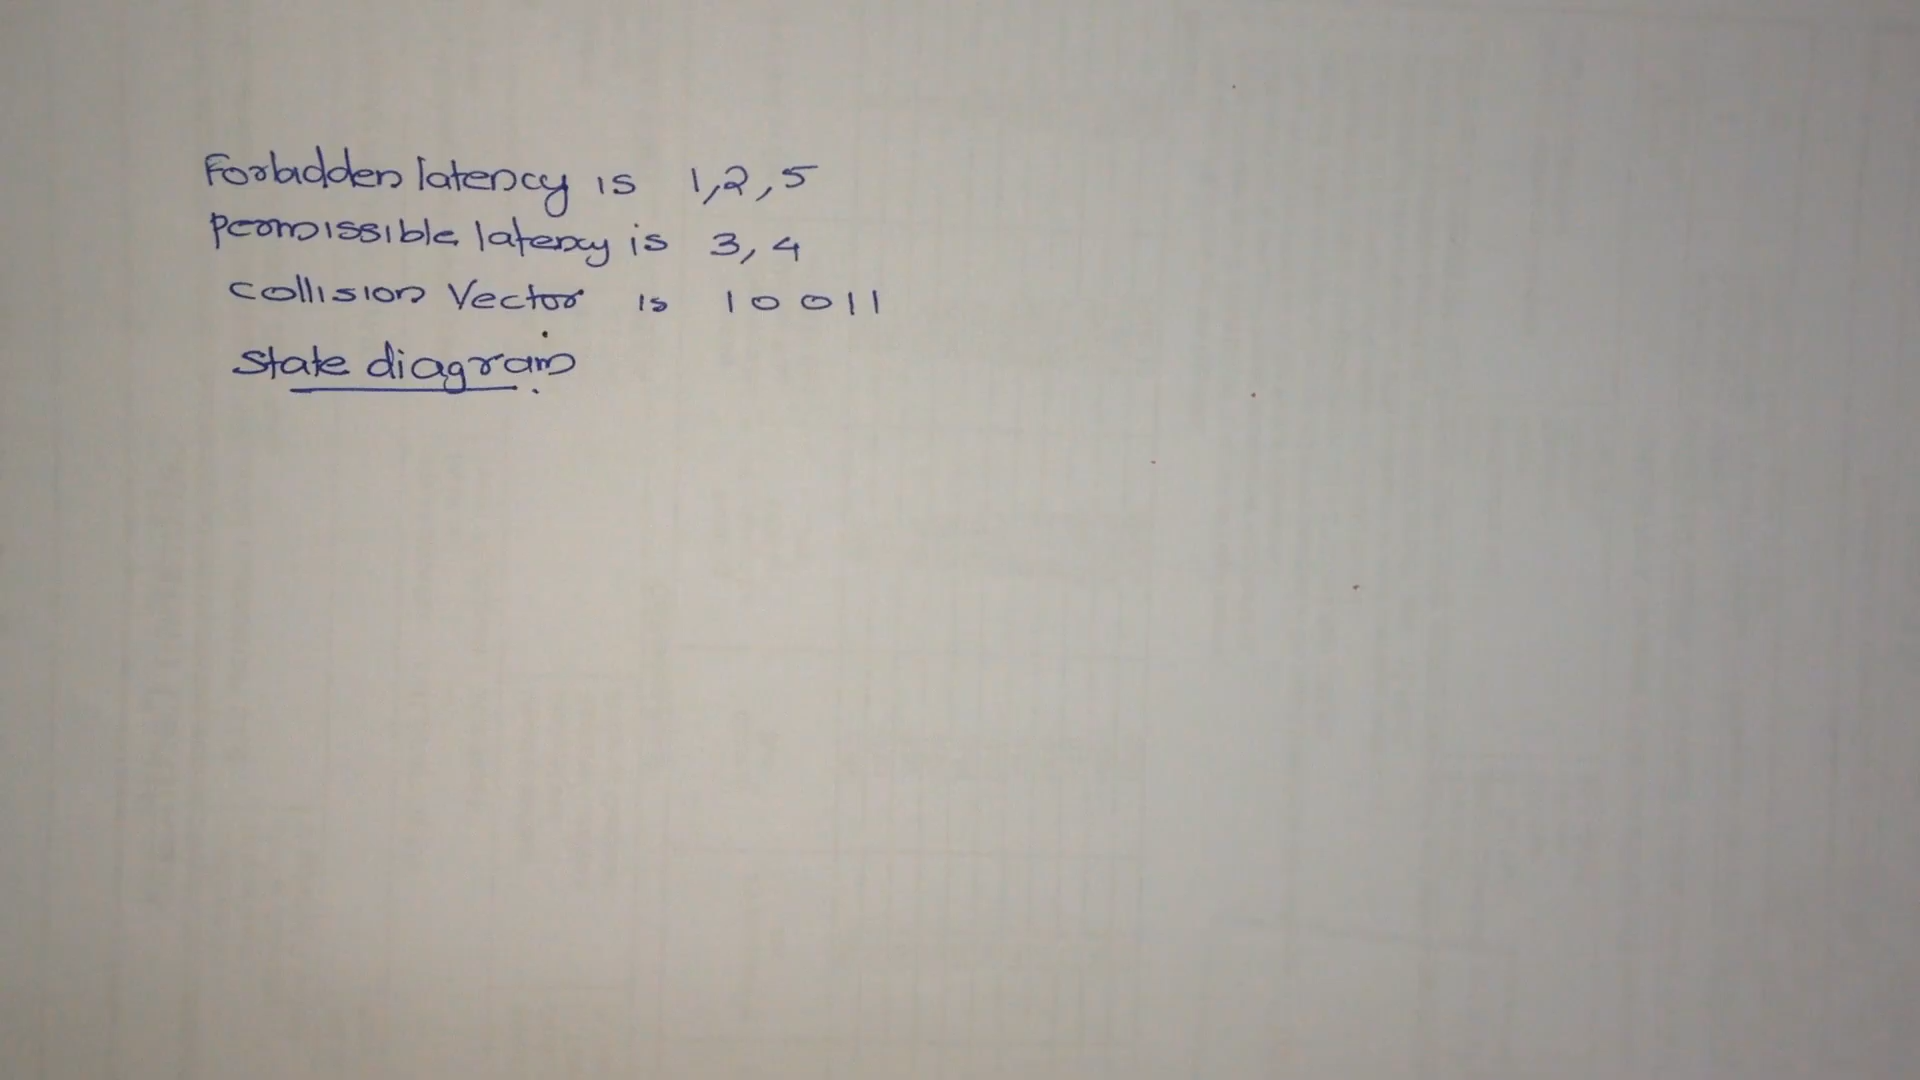 Forbidden latency is 1,2,5
permissible latency is 3,4
collision Vector is 10011
State diagram